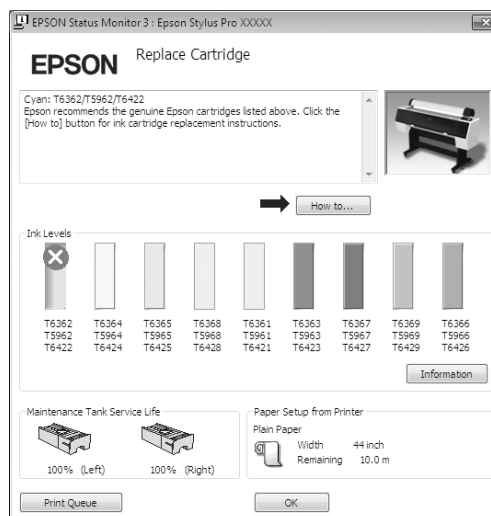 EPSON Status Monitor 3 : Epson Stylus Pro XXXXX
EPSON
Replace Cartridge
Cyan: T6362/T5962/T6422
Epson recommends the genuine Epson cartridges listed above. Click the
[How to] button for ink cartridge replacement instructions.
How to...
Ink Levels
T6362 T6364 T6365 T6368 T6361 T6363 T6367 T6369 T6366
T5962 T5964 T5965 T5968 T5961 T5963 T5967 T5969 T5966
T6422 T6424 T6425 T6428 T6421 T6423 T6427 T6429 T6426
Information
Maintenance Tank Service Life
100% (Left) 100% (Right)
Paper Setup from Printer
Plain Paper
Width 44 inch
Remaining 10.0 m
Print Queue
OK